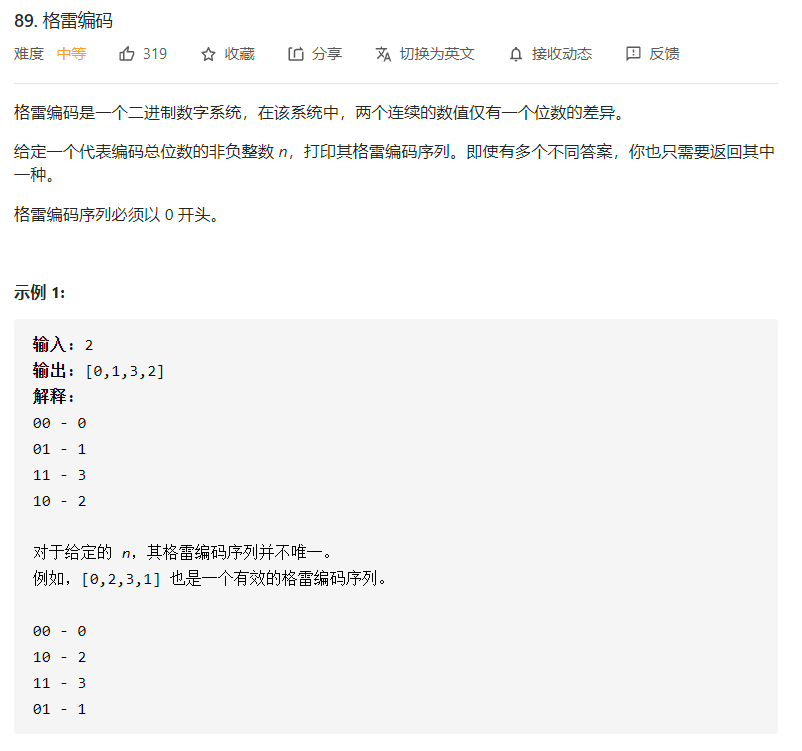 89. 格雷编码
难度 中等 319 收藏 分享 切换为英文 接收动态 反馈
格雷编码是一个二进制数字系统，在该系统中，两个连续的数值仅有一个位数的差异。
给定一个代表编码总位数的非负整数 n，打印其格雷编码序列。即使有多个不同答案，你也只需要返回其中
一种。
格雷编码序列必须以 0 开头。
示例 1:
输入: 2
输出: [0,1,3,2]
解释:
00 - 0
01 - 1
11 - 3
10 - 2
对于给定的 n，其格雷编码序列并不唯一。
例如，[0,2,3,1] 也是一个有效的格雷编码序列。
00 - 0
10 - 2
11 - 3
01 - 1